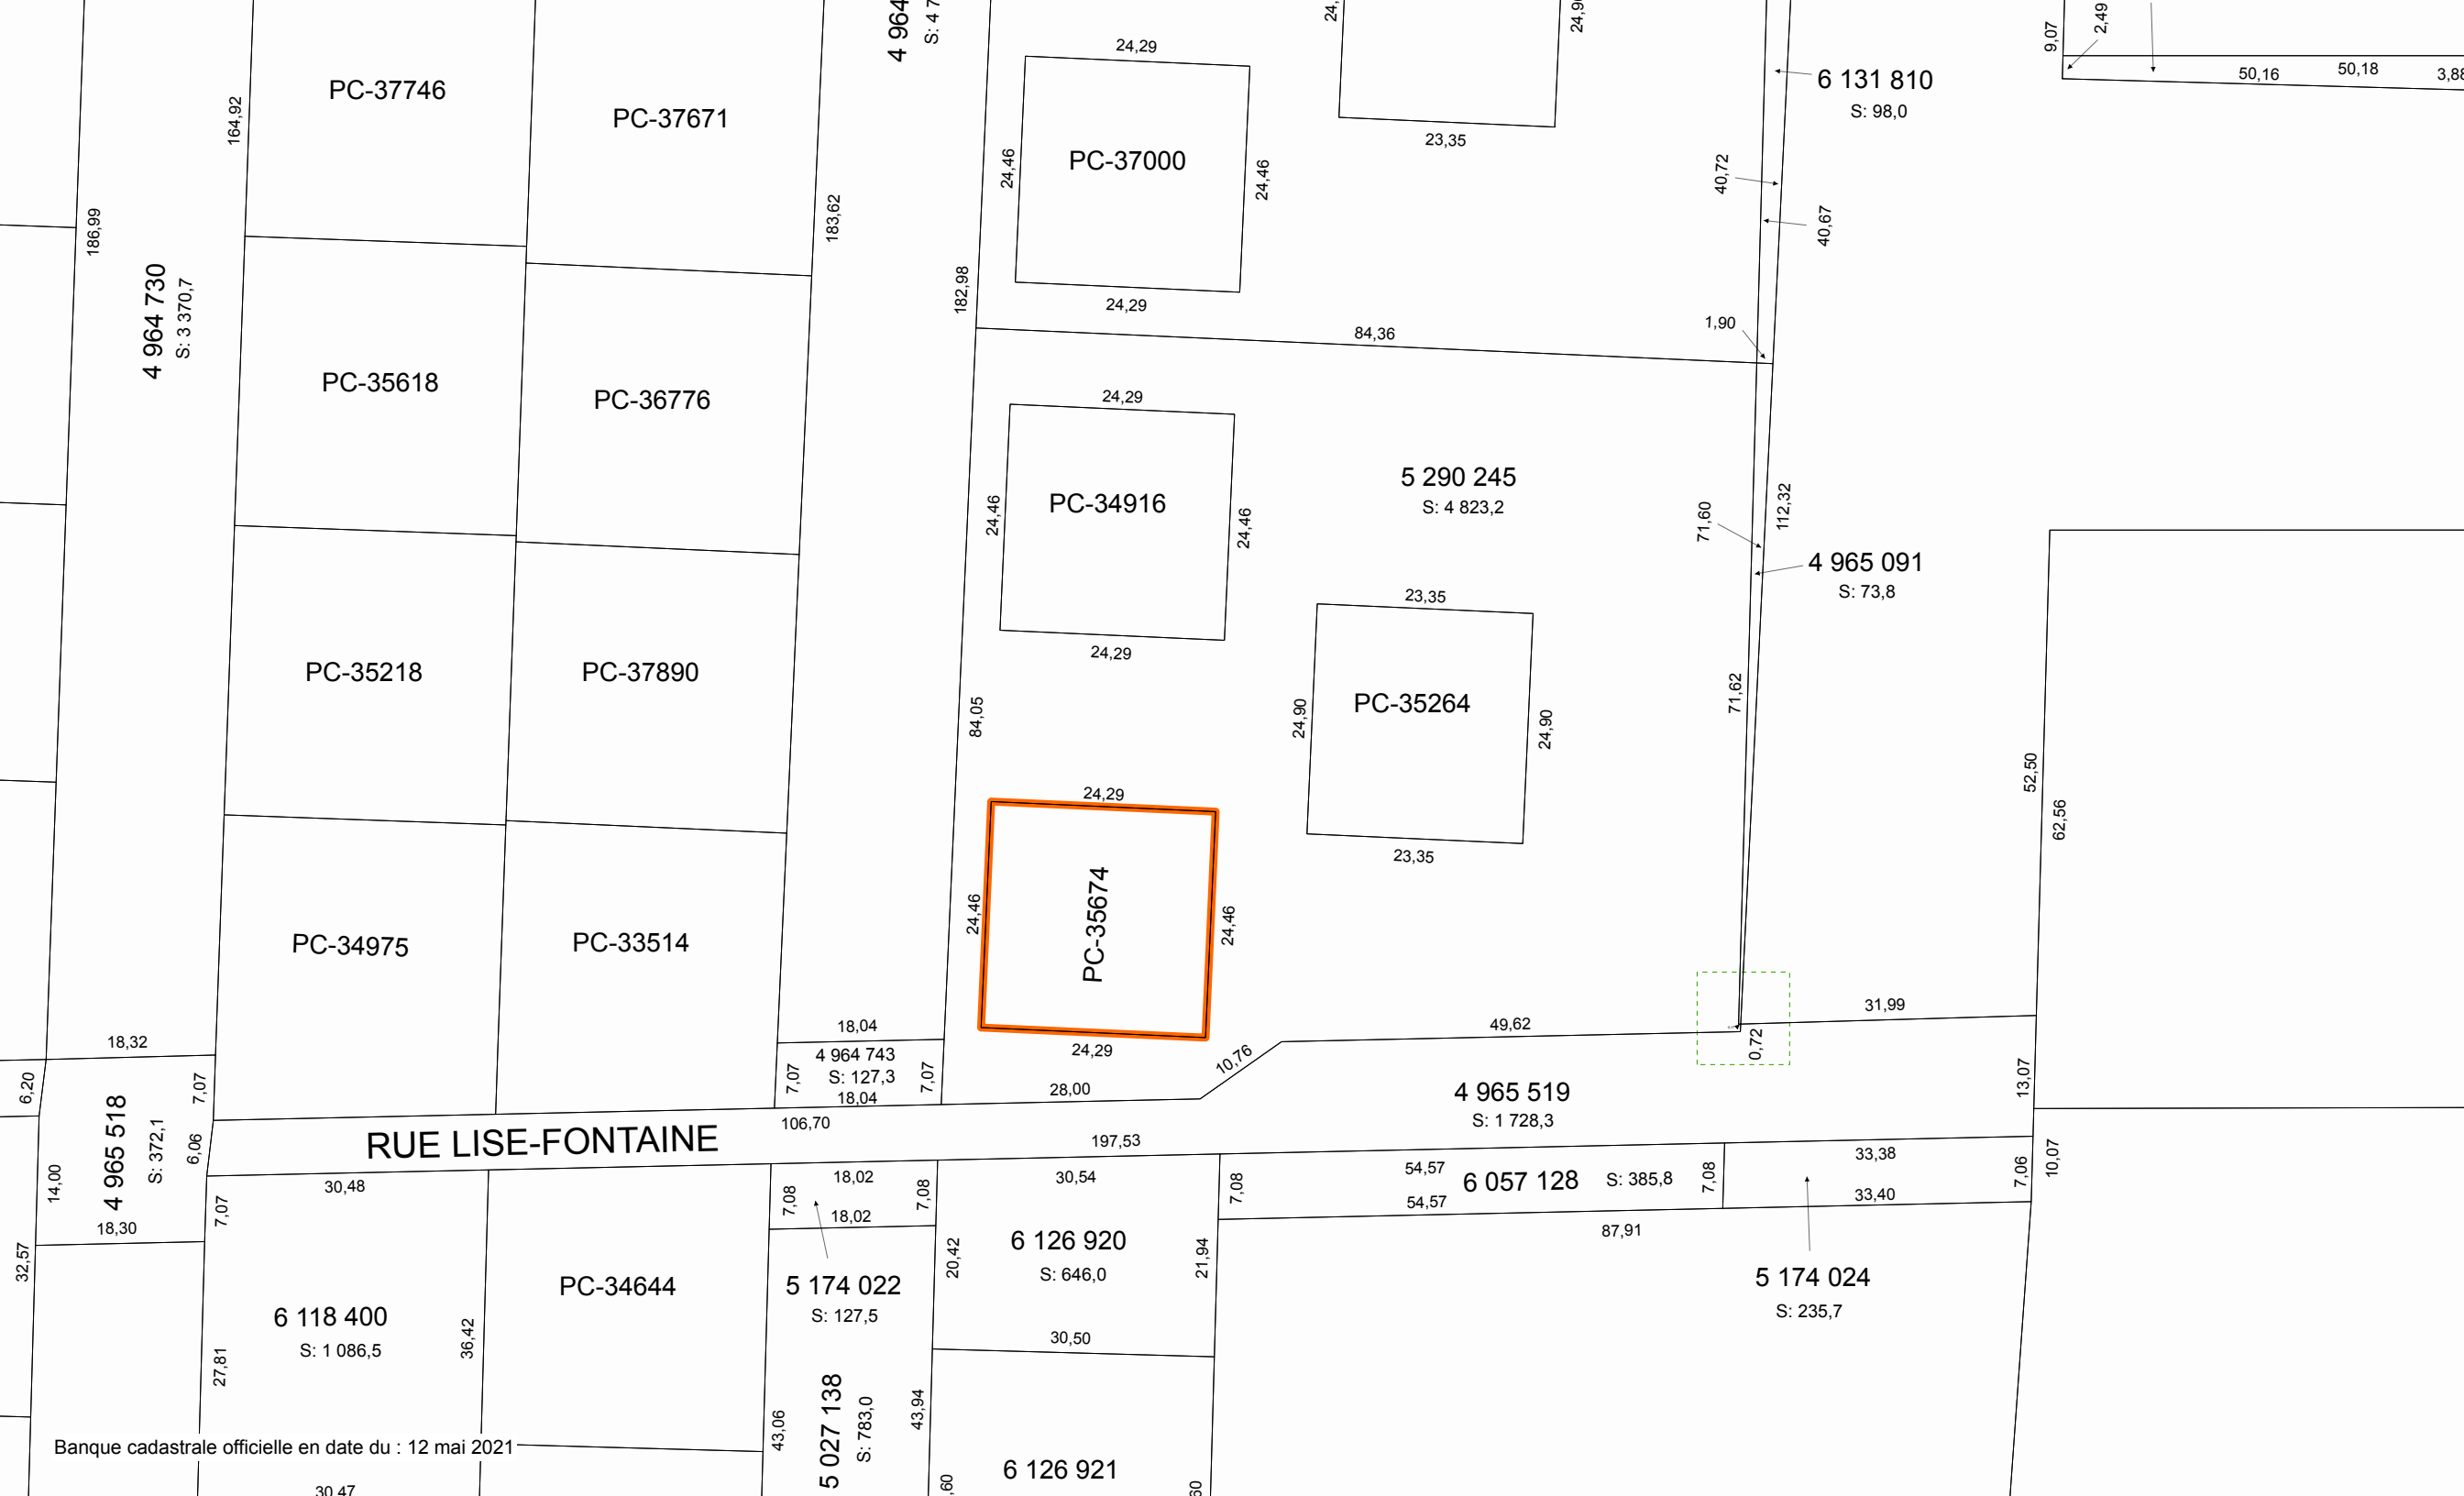 4 964
S: 4 7
24,29
24,
24,9
9,07
2,49
50,16
50,18
3,88
PC-37746
PC-37671
164,92
6 131 810
S: 98,0
23,35
PC-37000
24,46
24,46
40,72
40,67
186,99
183,62
4 964 730
S: 3 370,7
182,98
24,29
84,36
1,90
PC-35618
PC-36776
24,29
PC-34916
24,46
24,46
5 290 245
S: 4 823,2
71,60
112,32
4 965 091
S: 73,8
23,35
24,29
PC-35218
PC-37890
84,05
24,90
PC-35264
24,90
71,62
52,50
62,56
24,29
23,35
24,46
PC-35674
24,46
PC-34975
PC-33514
18,04
24,29
49,62
31,99
0,72
18,32
4 964 743
S: 127,3
18,04
7,07
7,07
10,76
28,00
6,20
7,07
4 965 519
S: 1 728,3
13,07
4 965 518
S: 372,1
6,06
RUE LISE-FONTAINE
106,70
197,53
14,00
18,30
30,48
7,07
7,08
18,02
18,02
7,08
30,54
7,08
54,57
54,57
6 057 128
S: 385,8
7,08
33,38
33,40
7,06
10,07
87,91
32,57
6 118 400
S: 1 086,5
27,81
36,42
PC-34644
5 174 022
S: 127,5
20,42
6 126 920
S: 646,0
21,94
30,50
5 174 024
S: 235,7
43,06
5 027 138
S: 783,0
43,94
6 126 921
,60
60
Banque cadastrale officielle en date du : 12 mai 2021
30,47